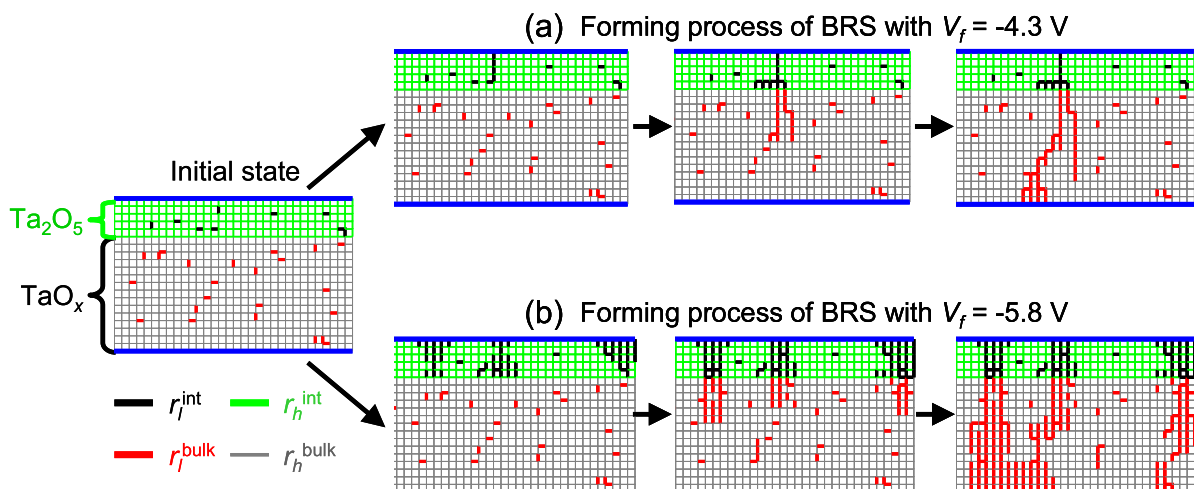 (a) Forming process of BRS with V_f = -4.3 V
Initial state
Ta₂O₅
TaOₓ
(b) Forming process of BRS with V_f = -5.8 V
r_l^int r_h^int
r_l^bulk r_h^bulk